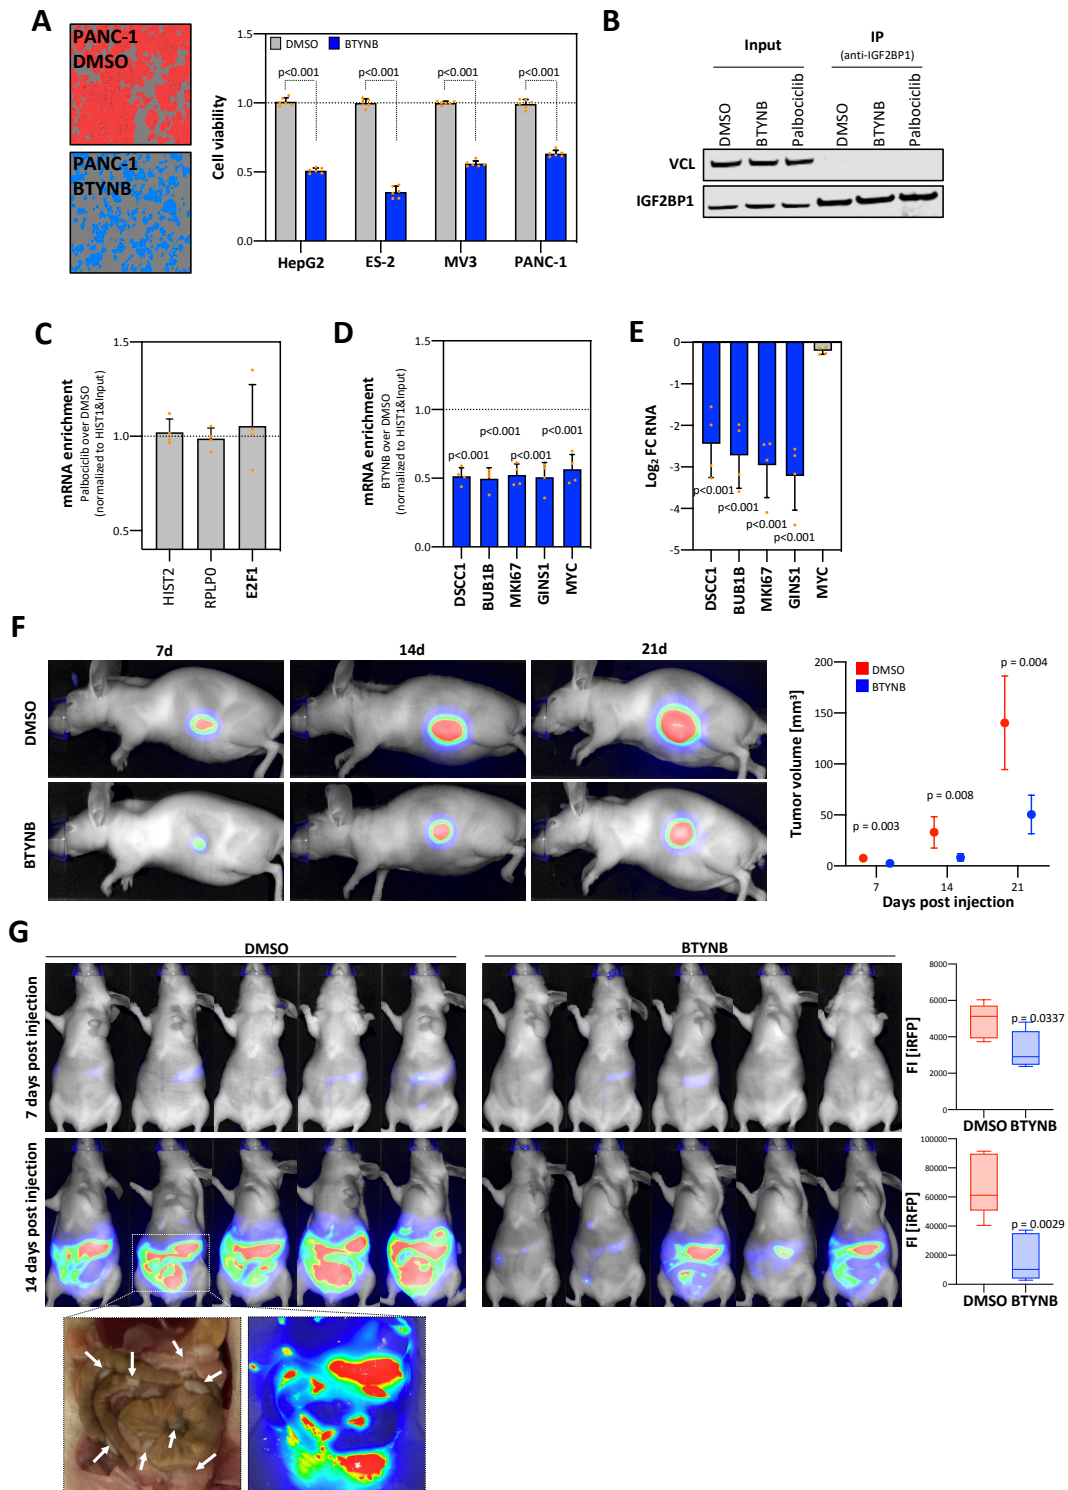 A
PANC-1
DMSO
PANC-1
BTYNB
Cell viability
DMSO
BTYNB
p<0.001
p<0.001
p<0.001
p<0.001
1.5
1.0
0.5
0.0
HepG2
ES-2
MV3
PANC-1
B
Input
IP
(anti-IGF2BP1)
DMSO
BTYNB
Palbociclib
DMSO
BTYNB
Palbociclib
VCL
IGF2BP1
C
mRNA enrichment
Palbociclib over DMSO
(normalized to HIST1&Input)
1.5
1.0
0.5
HIST2
RPLP0
E2F1
D
mRNA enrichment
BTYNB over DMSO
(normalized to HIST1&Input)
1.5
1.0
0.5
0.0
p<0.001
p<0.001
p<0.001
p<0.001
DSCC1
BUB1B
MKI67
GINS1
MYC
E
Log₂ FC RNA
0
-1
-2
-3
-4
-5
p<0.001
p<0.001
p<0.001
p<0.001
DSCC1
BUB1B
MKI67
GINS1
MYC
F
7d
14d
21d
DMSO
BTYNB
Tumor volume [mm³]
200
150
100
50
0
DMSO
BTYNB
p = 0.003
p = 0.008
p = 0.004
7
14
21
Days post injection
G
DMSO
BTYNB
7 days post injection
14 days post injection
FI [iRFP]
8000
6000
4000
2000
0
p = 0.0337
DMSO BTYNB
FI [iRFP]
100000
80000
60000
40000
20000
0
p = 0.0029
DMSO BTYNB